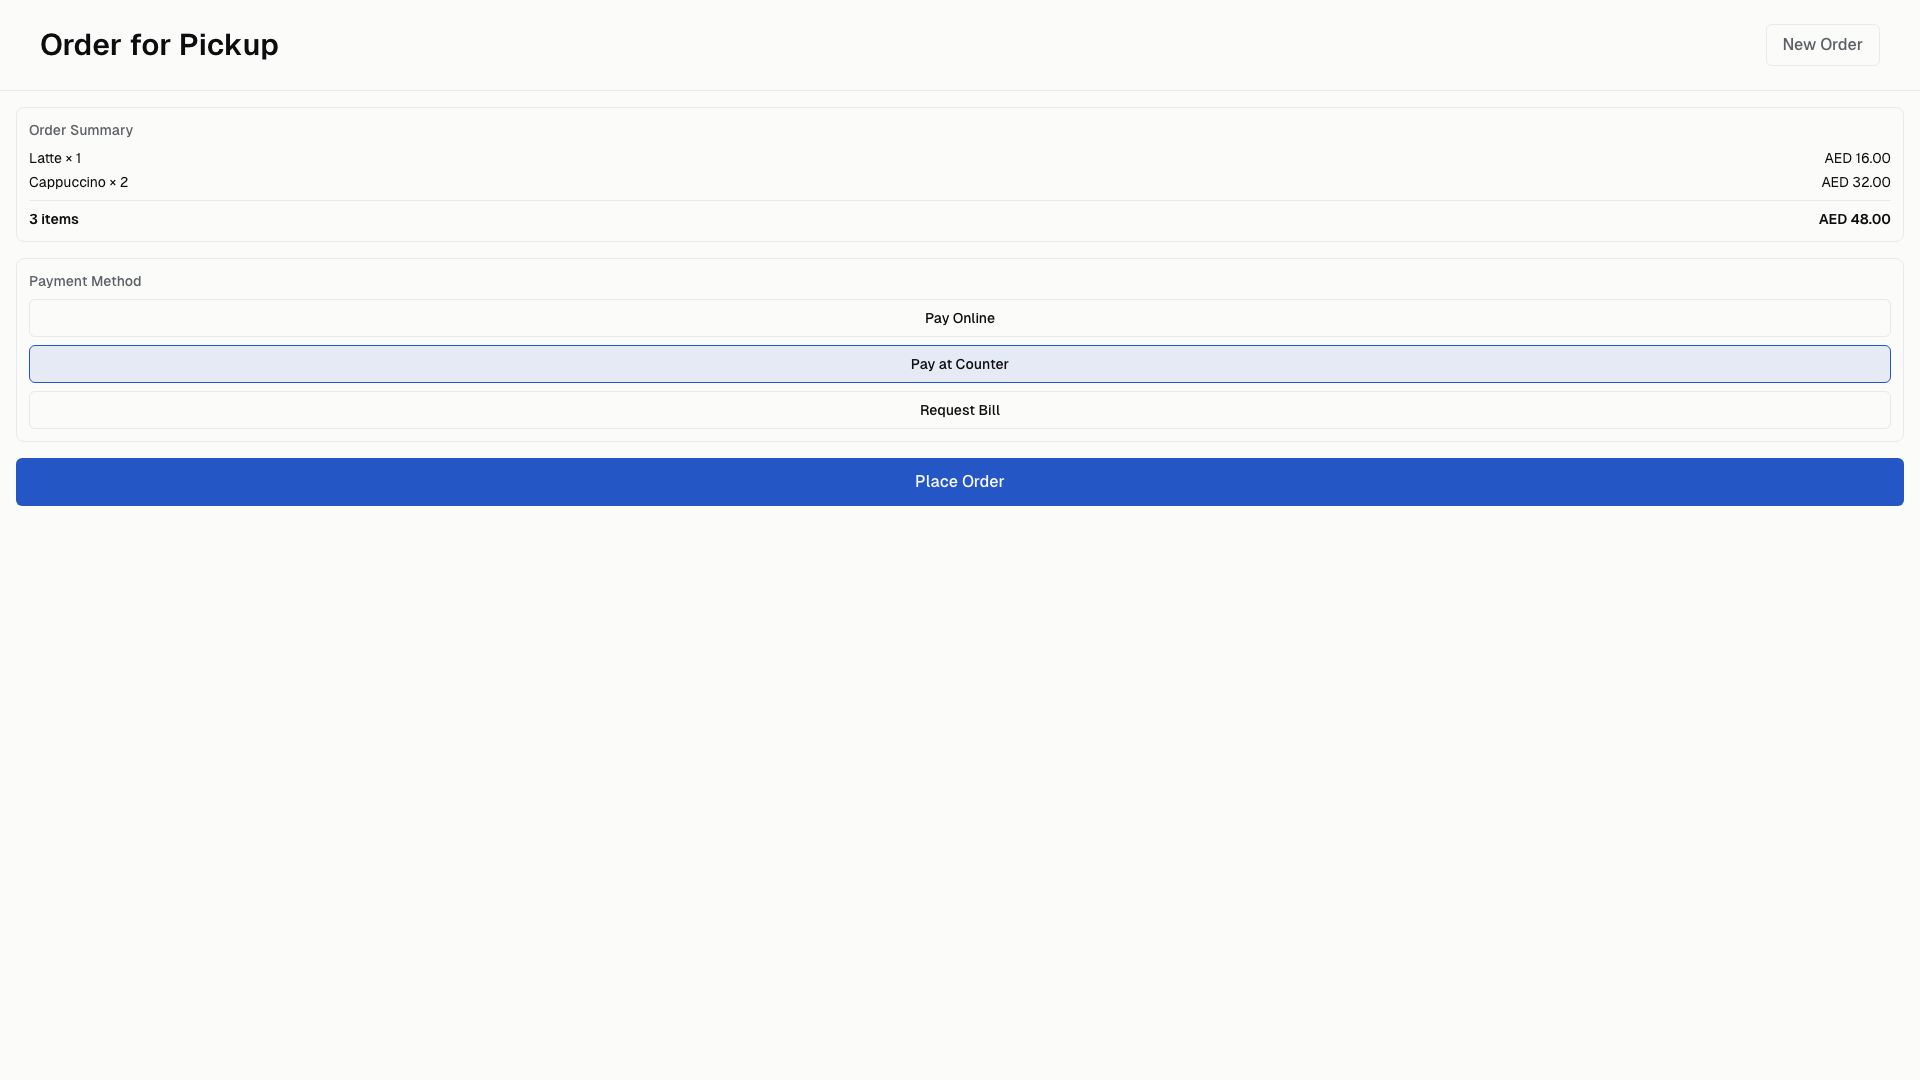 Order for Pickup
New Order
Order Summary
Latte × 1 AED 16.00
Cappuccino × 2 AED 32.00
3 items AED 48.00
Payment Method
Pay Online
Pay at Counter
Request Bill
Place Order